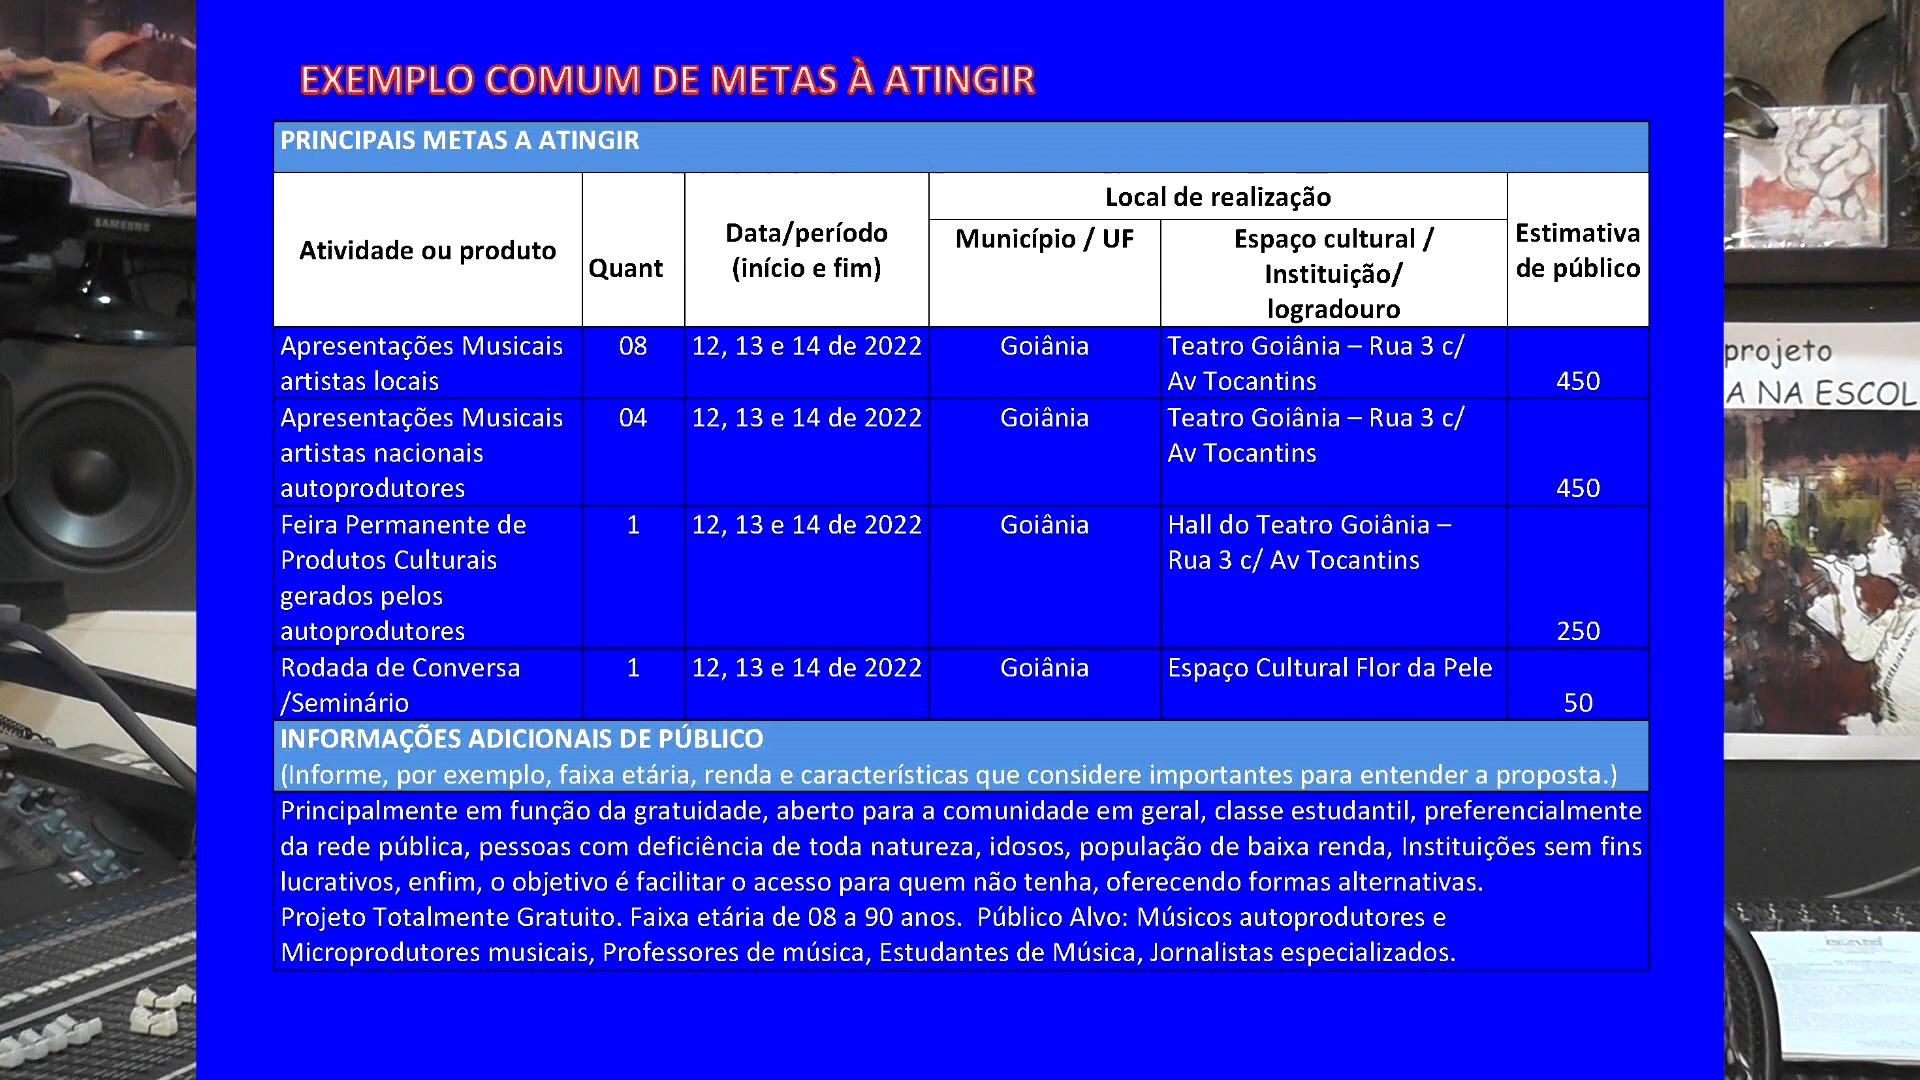 EXEMPLO COMUM DE METAS À ATINGIR
PRINCIPAIS METAS A ATINGIR
Atividade ou produto
Quant
Data/período
(início e fim)
Local de realização
Município / UF
Espaço cultural /
Instituição/
logradouro
Estimativa
de público
Apresentações Musicais
artistas locais
08
12, 13 e 14 de 2022
Goiânia
Teatro Goiânia – Rua 3 c/
Av Tocantins
450
Apresentações Musicais
artistas nacionais
autoprodutores
04
12, 13 e 14 de 2022
Goiânia
Teatro Goiânia – Rua 3 c/
Av Tocantins
450
Feira Permanente de
Produtos Culturais
gerados pelos
autoprodutores
1
12, 13 e 14 de 2022
Goiânia
Hall do Teatro Goiânia –
Rua 3 c/ Av Tocantins
250
Rodada de Conversa
/Seminário
1
12, 13 e 14 de 2022
Goiânia
Espaço Cultural Flor da Pele
50
INFORMAÇÕES ADICIONAIS DE PÚBLICO
(Informe, por exemplo, faixa etária, renda e características que considere importantes para entender a proposta.)
Principalmente em função da gratuidade, aberto para a comunidade em geral, classe estudantil, preferencialmente
da rede pública, pessoas com deficiência de toda natureza, idosos, população de baixa renda, Instituições sem fins
lucrativos, enfim, o objetivo é facilitar o acesso para quem não tenha, oferecendo formas alternativas.
Projeto Totalmente Gratuito. Faixa etária de 08 a 90 anos.  Público Alvo: Músicos autoprodutores e
Microprodutores musicais, Professores de música, Estudantes de Música, Jornalistas especializados.
SAMSUNG
projeto
A NA ESCOL